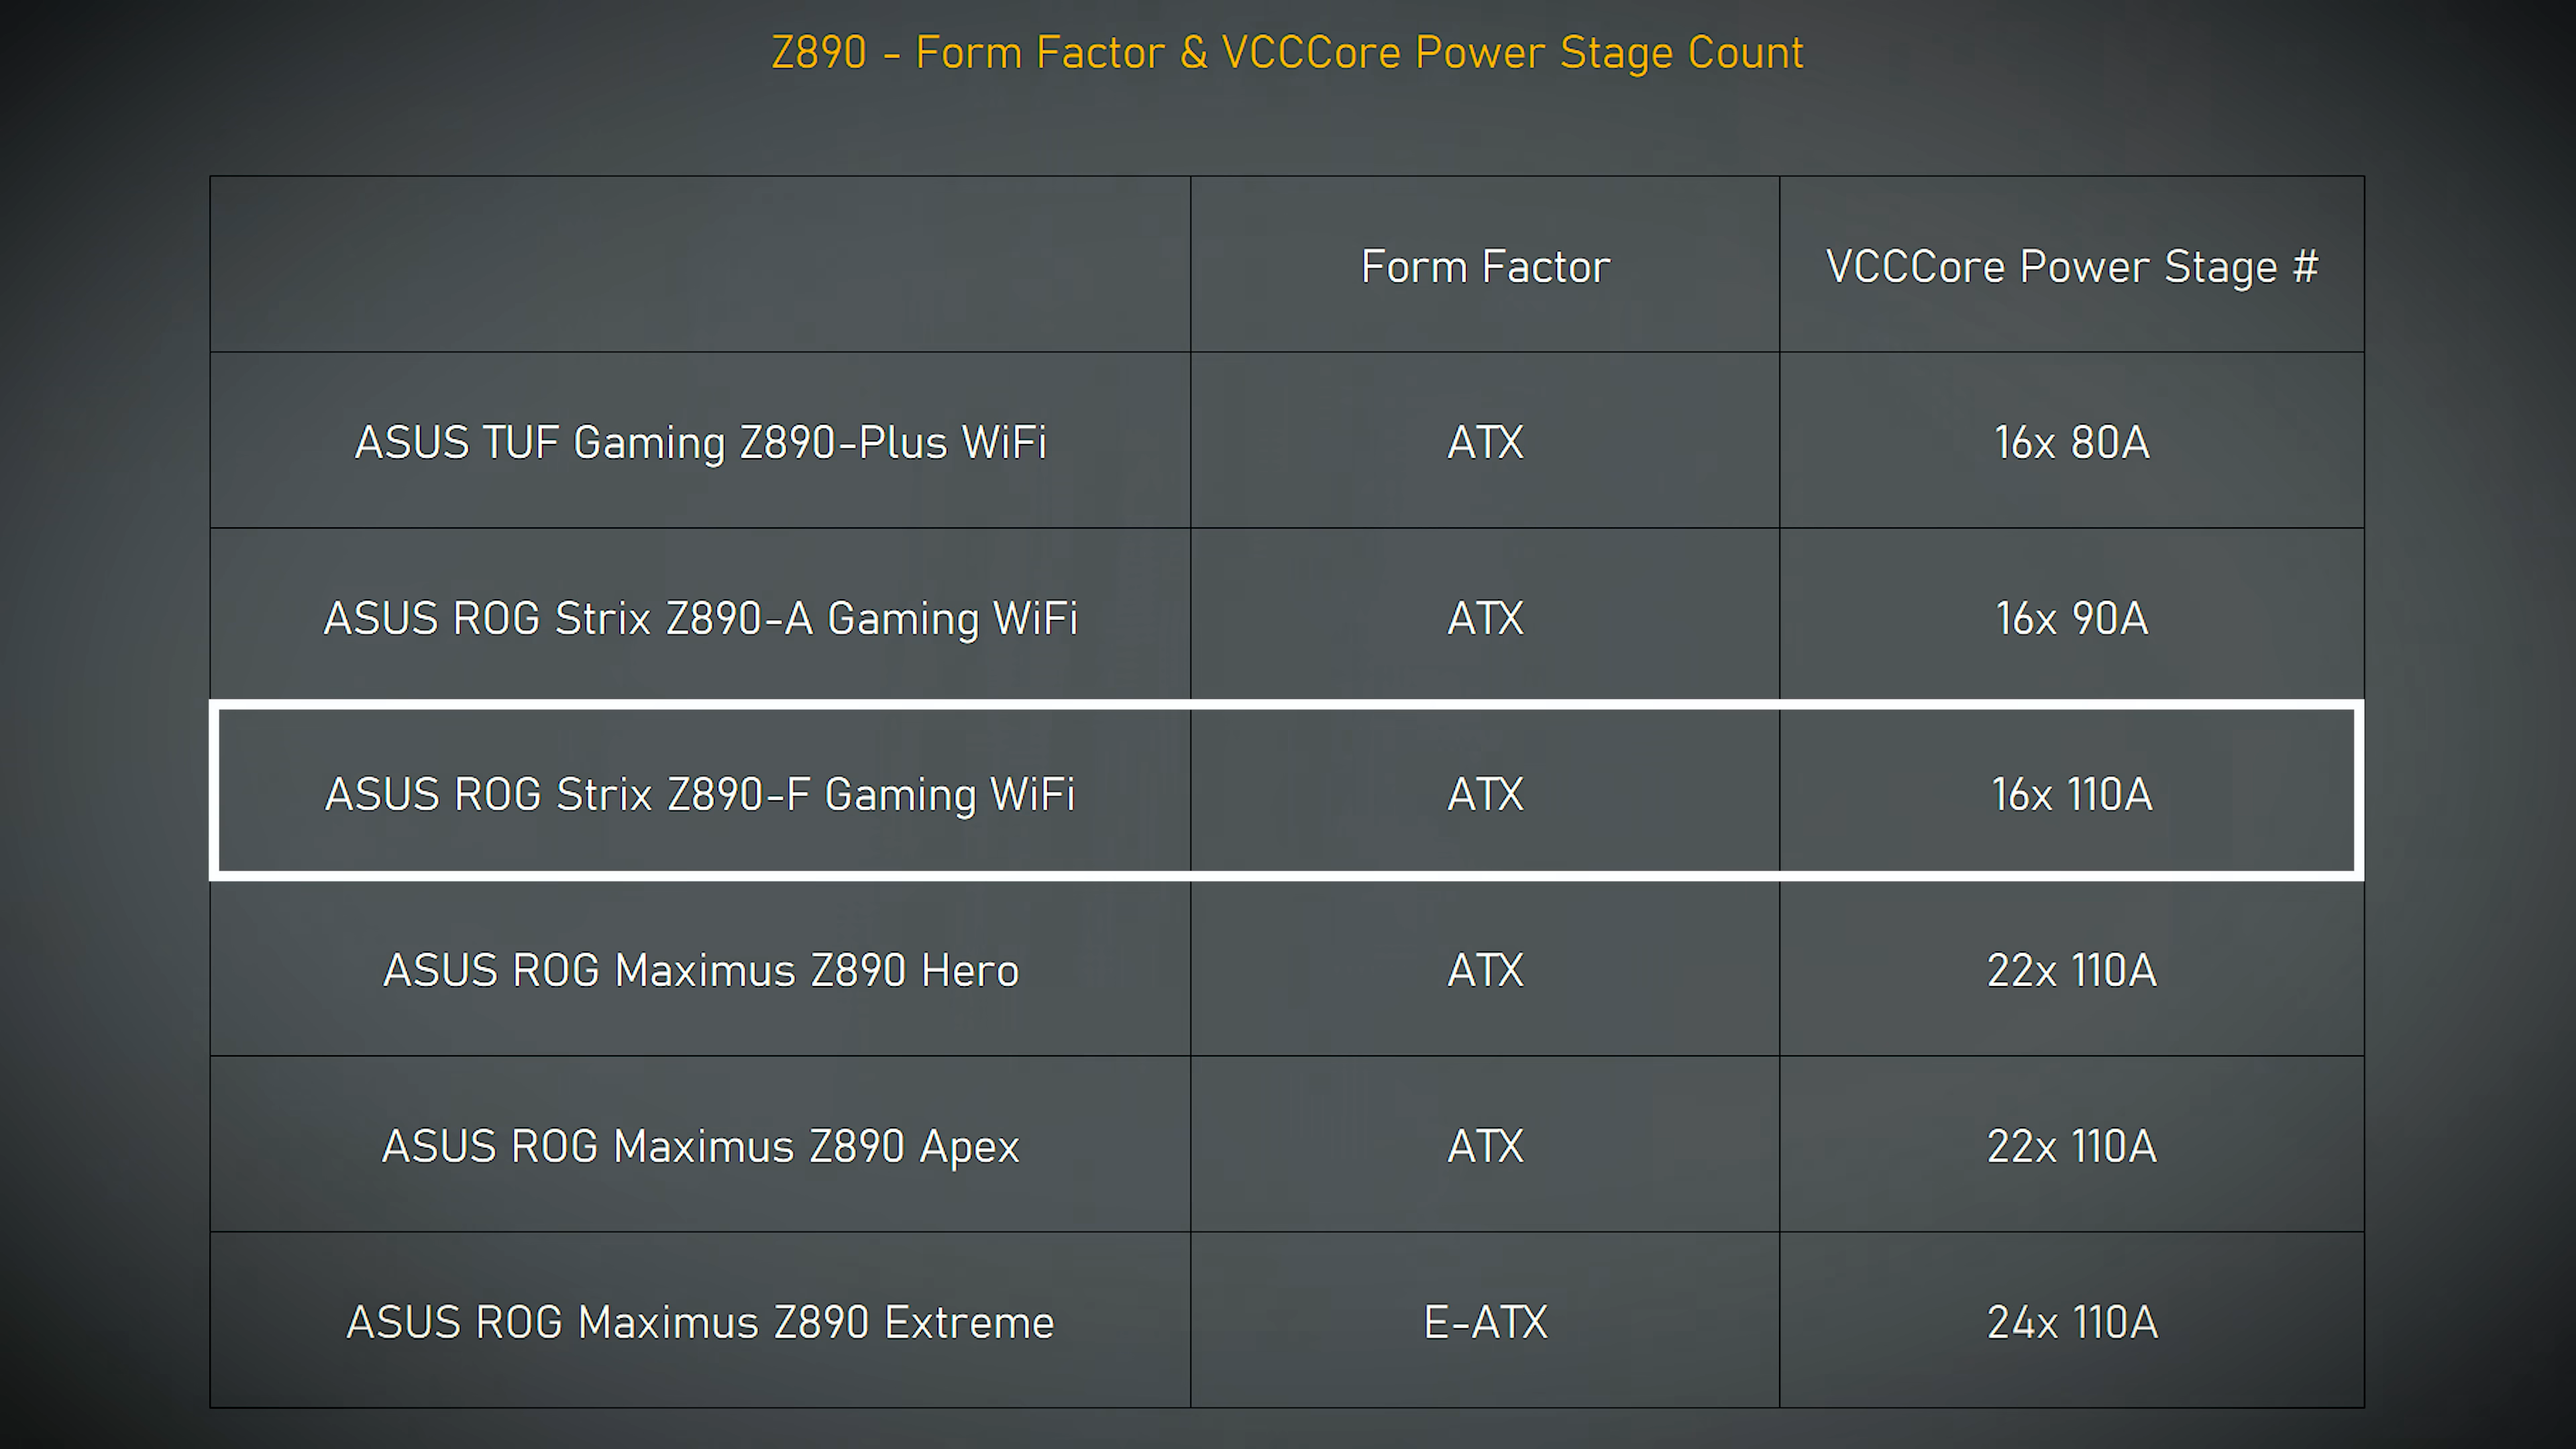 Z890 - Form Factor & VCCCore Power Stage Count
Form Factor VCCCore Power Stage #
ASUS TUF Gaming Z890-Plus WiFi ATX 16x 80A
ASUS ROG Strix Z890-A Gaming WiFi ATX 16x 90A
ASUS ROG Strix Z890-F Gaming WiFi ATX 16x 110A
ASUS ROG Maximus Z890 Hero ATX 22x 110A
ASUS ROG Maximus Z890 Apex ATX 22x 110A
ASUS ROG Maximus Z890 Extreme E-ATX 24x 110A